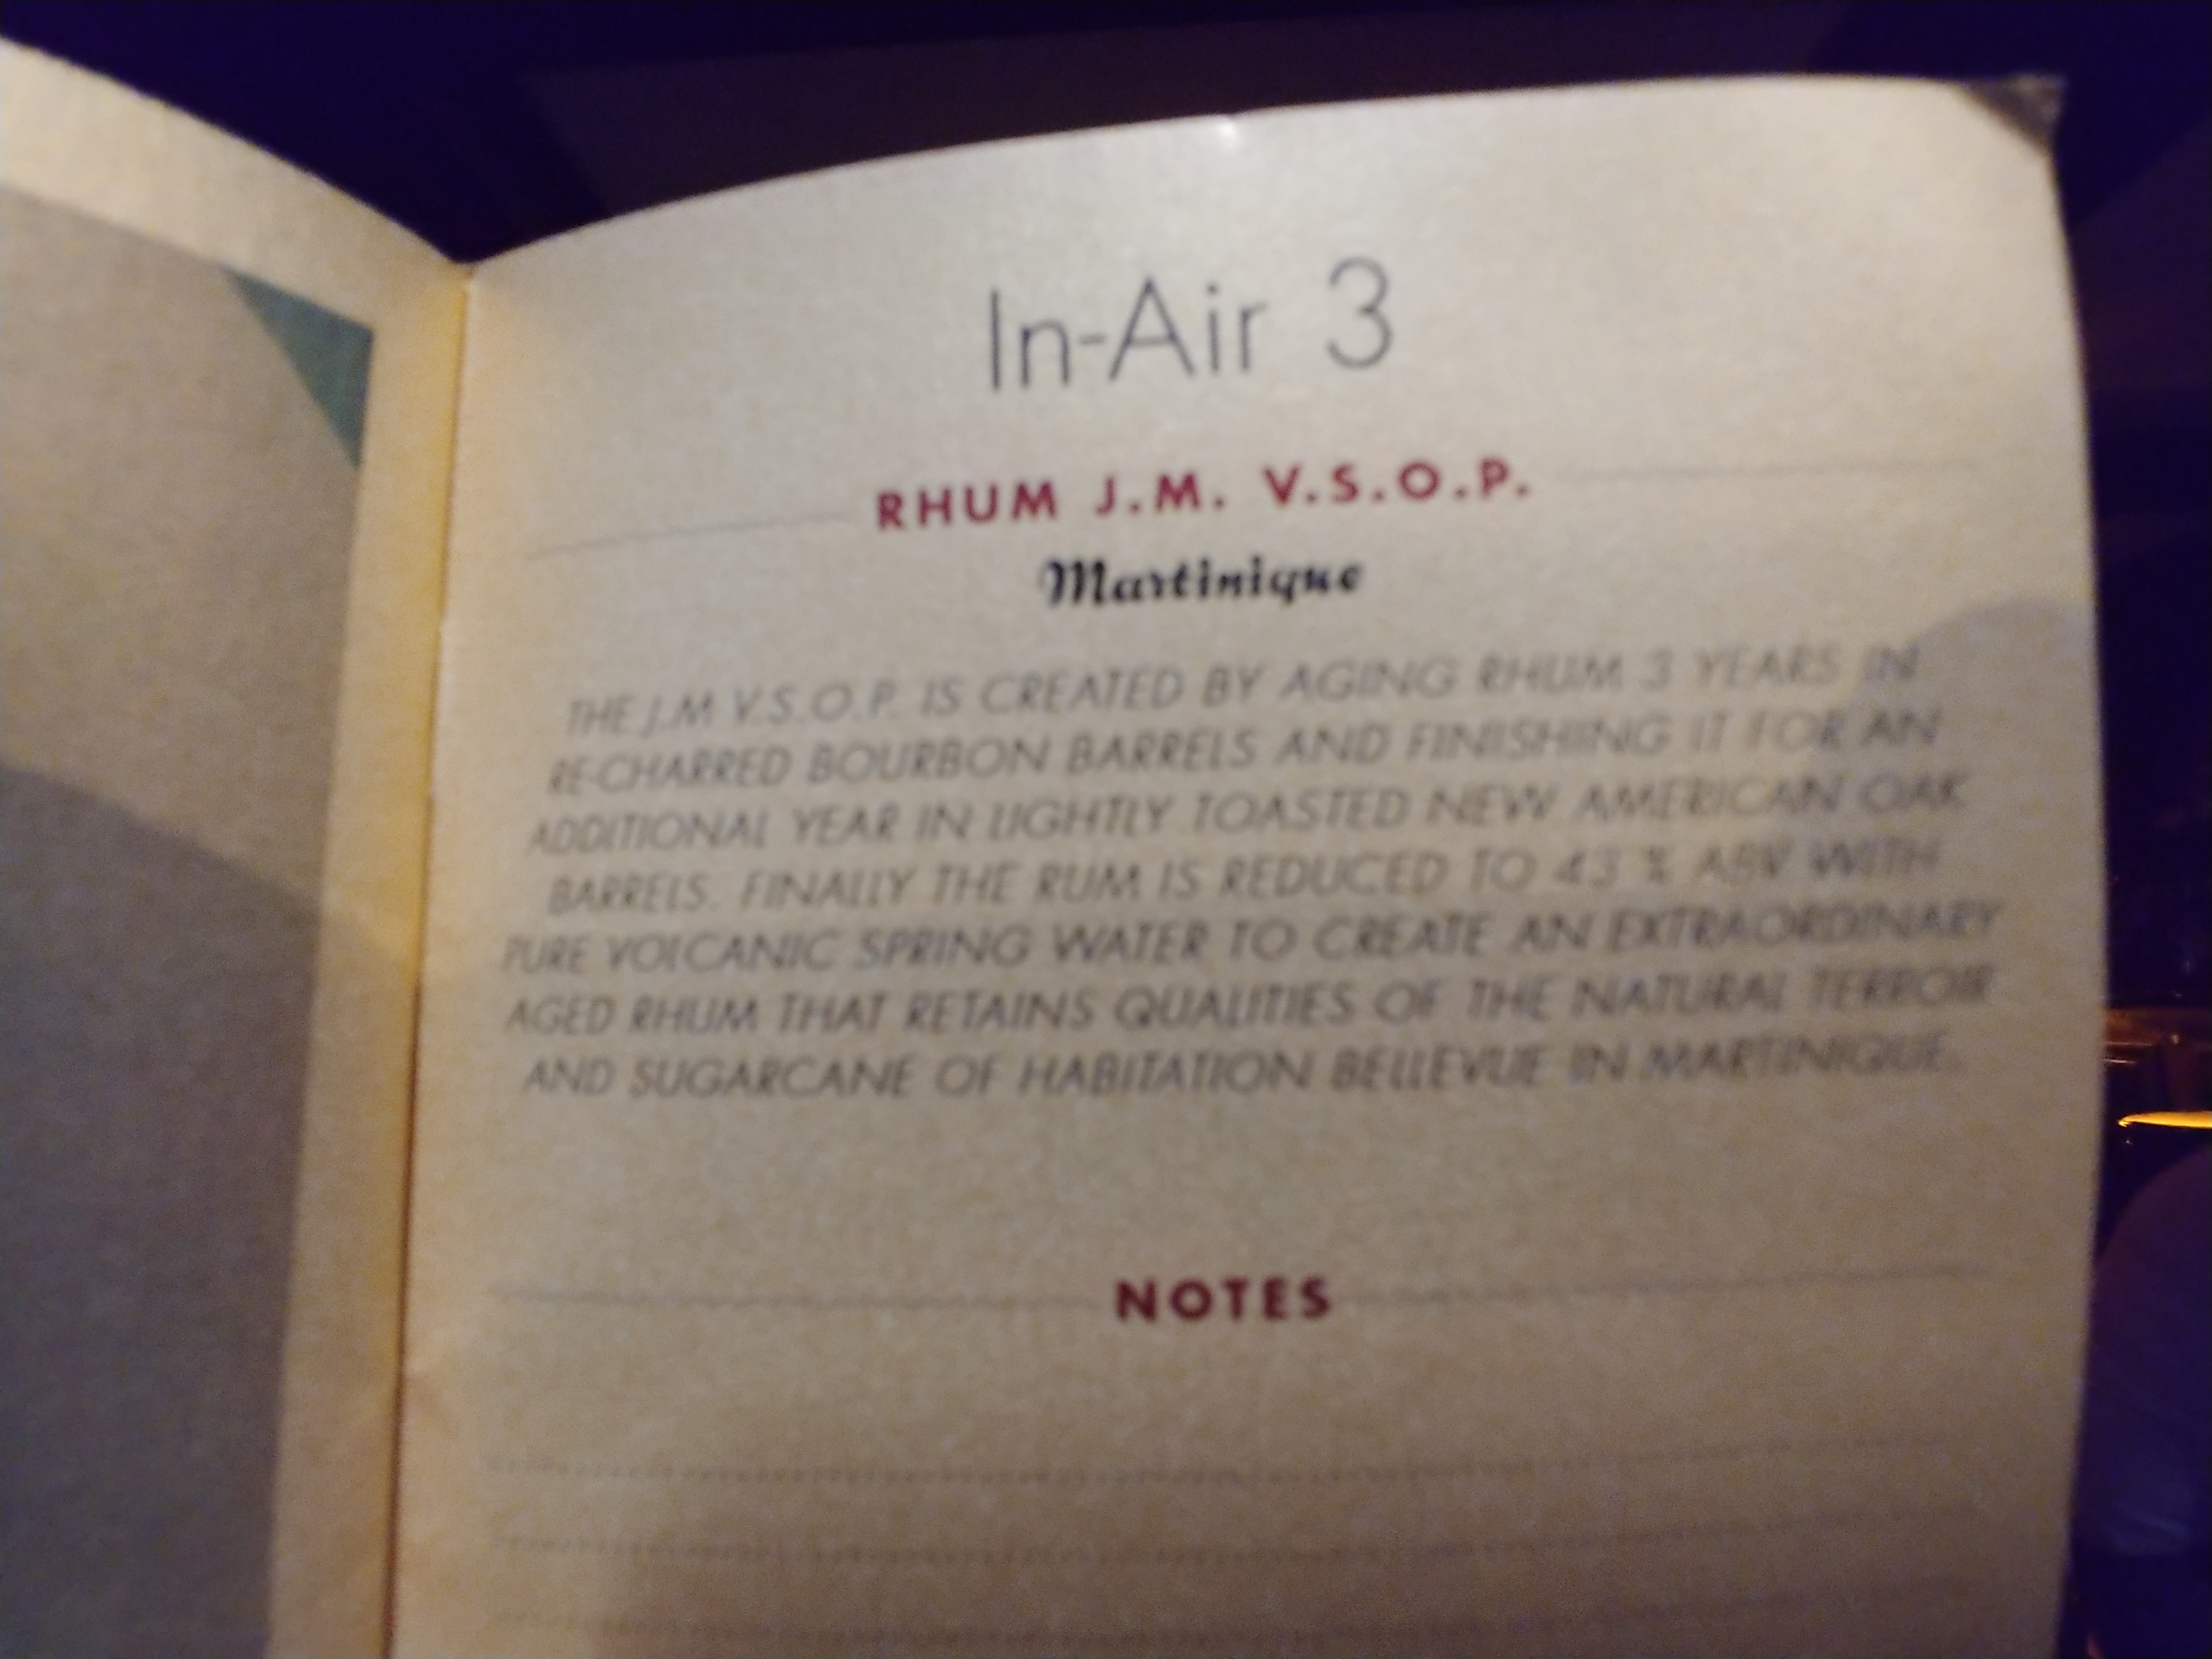 In-Air 3
RHUM J.M. V.S.O.P.
Martinique
THE J.M V.S.O.P. IS CREATED BY AGING RHUM 3 YEARS IN
RE-CHARRED BOURBON BARRELS AND FINISHING IT FOR AN
ADDITIONAL YEAR IN LIGHTLY TOASTED NEW AMERICAN OAK
BARRELS. FINALLY THE RUM IS REDUCED TO 43 % ABV WITH
PURE VOLCANIC SPRING WATER TO CREATE AN EXTRAORDINARY
AGED RHUM THAT RETAINS QUALITIES OF THE NATURAL TERROIR
AND SUGARCANE OF HABITATION BELLEVUE IN MARTINIQUE.
NOTES